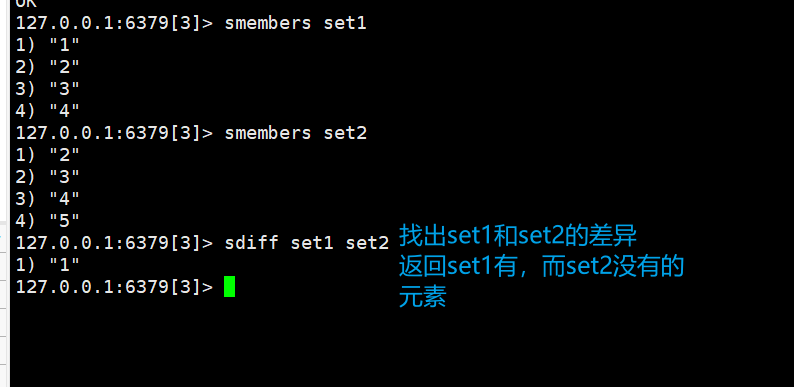 OK
127.0.0.1:6379[3]> smembers set1
1) "1"
2) "2"
3) "3"
4) "4"
127.0.0.1:6379[3]> smembers set2
1) "2"
2) "3"
3) "4"
4) "5"
127.0.0.1:6379[3]> sdiff set1 set2
1) "1"
127.0.0.1:6379[3]>
找出set1和set2的差异
返回set1有，而set2没有的
元素